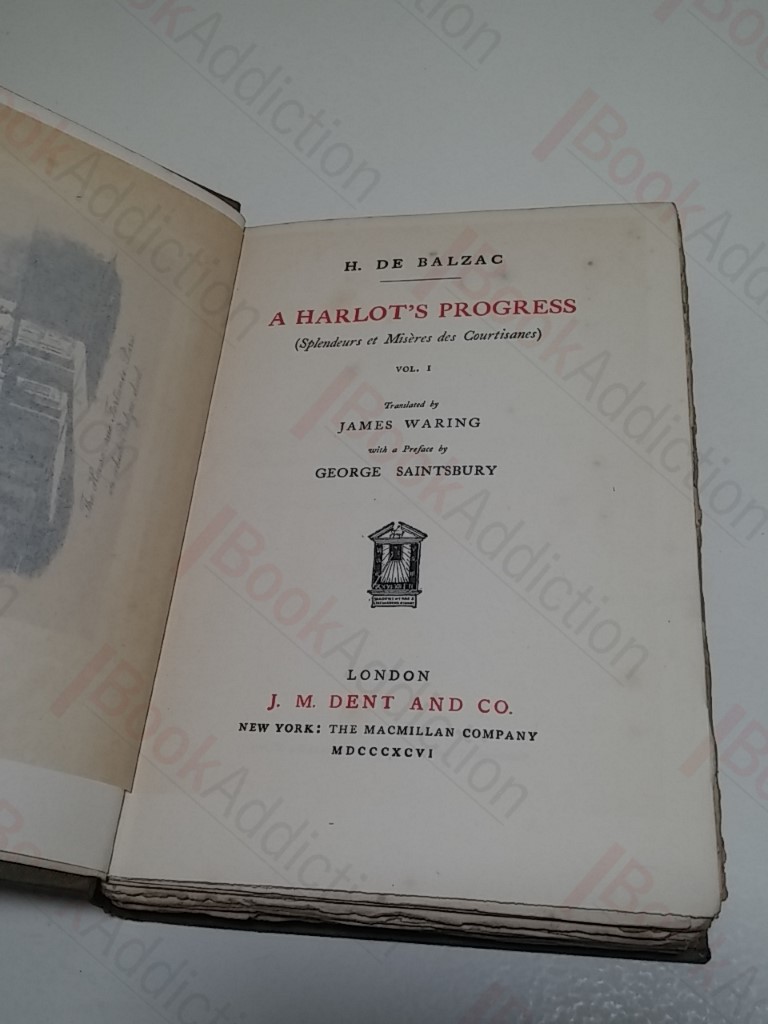 H. DE BALZAC
A HARLOT'S PROGRESS
(Splendeurs et Misères des Courtisanes)
VOL. I
Translated by
JAMES WARING
with a Preface by
GEORGE SAINTSBURY
LONDON
J. M. DENT AND CO.
NEW YORK: THE MACMILLAN COMPANY
MDCCCXCVI
BookAddiction